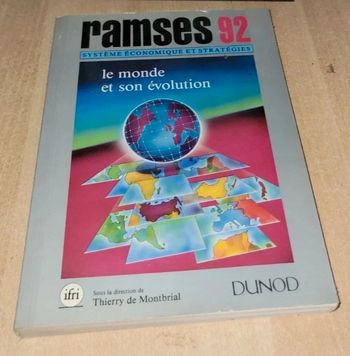 ramses 92
SYSTÈME ÉCONOMIQUE ET STRATÉGIES
le monde
et son évolution
ifri
Sous la direction de
Thierry de Montbrial
DUNOD